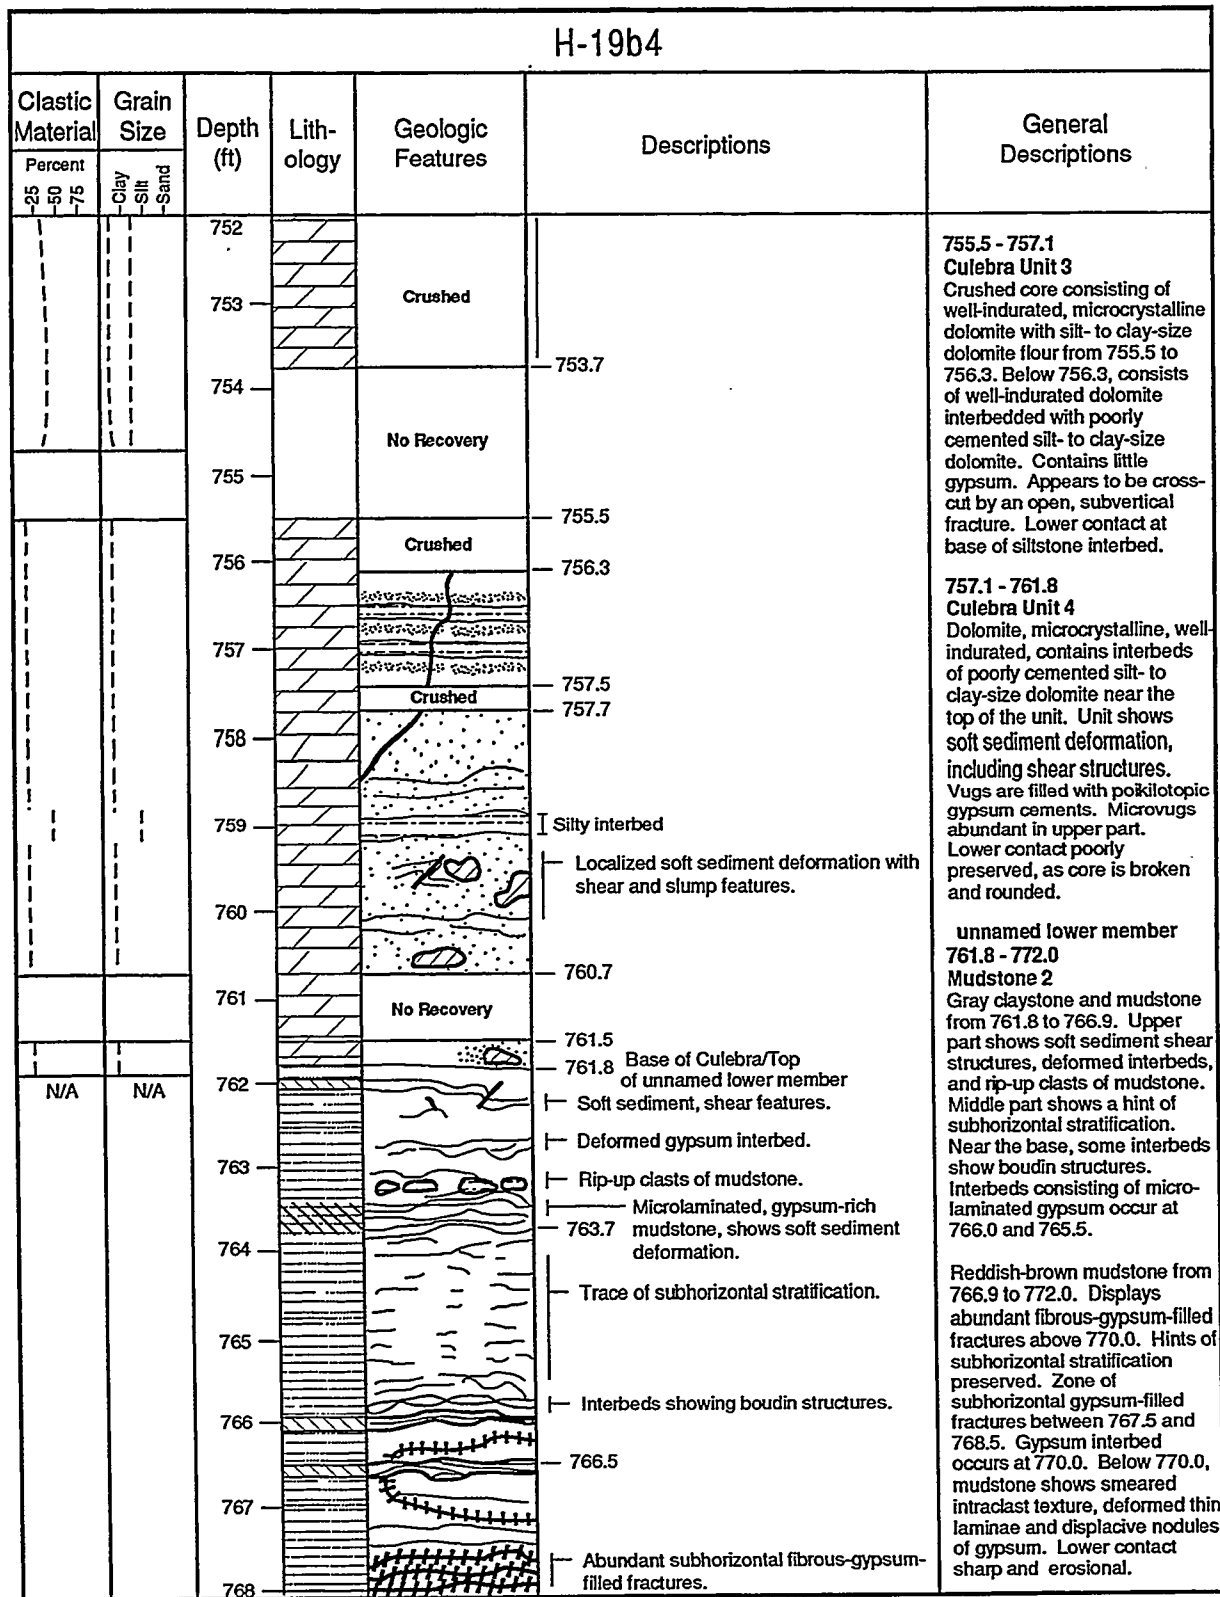 H-19b4
Clastic
Material
Grain
Size
Depth
(ft)
Lith-
ology
Geologic
Features
Descriptions
General
Descriptions
Percent
25
50
75
Clay
Silt
Sand
752
753
754
755
756
757
758
759
760
761
762
763
764
765
766
767
768
N/A
N/A
Crushed
753.7
No Recovery
755.5
Crushed
756.3
757.5
Crushed
757.7
Silty interbed
Localized soft sediment deformation with
shear and slump features.
760.7
No Recovery
761.5
761.8 Base of Culebra/Top
of unnamed lower member
Soft sediment, shear features.
Deformed gypsum interbed.
Rip-up clasts of mudstone.
Microlaminated, gypsum-rich
763.7 mudstone, shows soft sediment
deformation.
Trace of subhorizontal stratification.
Interbeds showing boudin structures.
766.5
Abundant subhorizontal fibrous-gypsum-
filled fractures.
755.5 - 757.1
Culebra Unit 3
Crushed core consisting of
well-indurated, microcrystalline
dolomite with silt- to clay-size
dolomite flour from 755.5 to
756.3. Below 756.3, consists
of well-indurated dolomite
interbedded with poorly
cemented silt- to clay-size
dolomite. Contains little
gypsum. Appears to be cross-
cut by an open, subvertical
fracture. Lower contact at
base of siltstone interbed.
757.1 - 761.8
Culebra Unit 4
Dolomite, microcrystalline, well-
indurated, contains interbeds
of poorly cemented silt- to
clay-size dolomite near the
top of the unit. Unit shows
soft sediment deformation,
including shear structures.
Vugs are filled with poikilotopic
gypsum cements. Microvugs
abundant in upper part.
Lower contact poorly
preserved, as core is broken
and rounded.
unnamed lower member
761.8 - 772.0
Mudstone 2
Gray claystone and mudstone
from 761.8 to 766.9. Upper
part shows soft sediment shear
structures, deformed interbeds,
and rip-up clasts of mudstone.
Middle part shows a hint of
subhorizontal stratification.
Near the base, some interbeds
show boudin structures.
Interbeds consisting of micro-
laminated gypsum occur at
766.0 and 765.5.
Reddish-brown mudstone from
766.9 to 772.0. Displays
abundant fibrous-gypsum-filled
fractures above 770.0. Hints of
subhorizontal stratification
preserved. Zone of
subhorizontal gypsum-filled
fractures between 767.5 and
768.5. Gypsum interbed
occurs at 770.0. Below 770.0,
mudstone shows smeared
intraclast texture, deformed thin
laminae and displacive nodules
of gypsum. Lower contact
sharp and erosional.